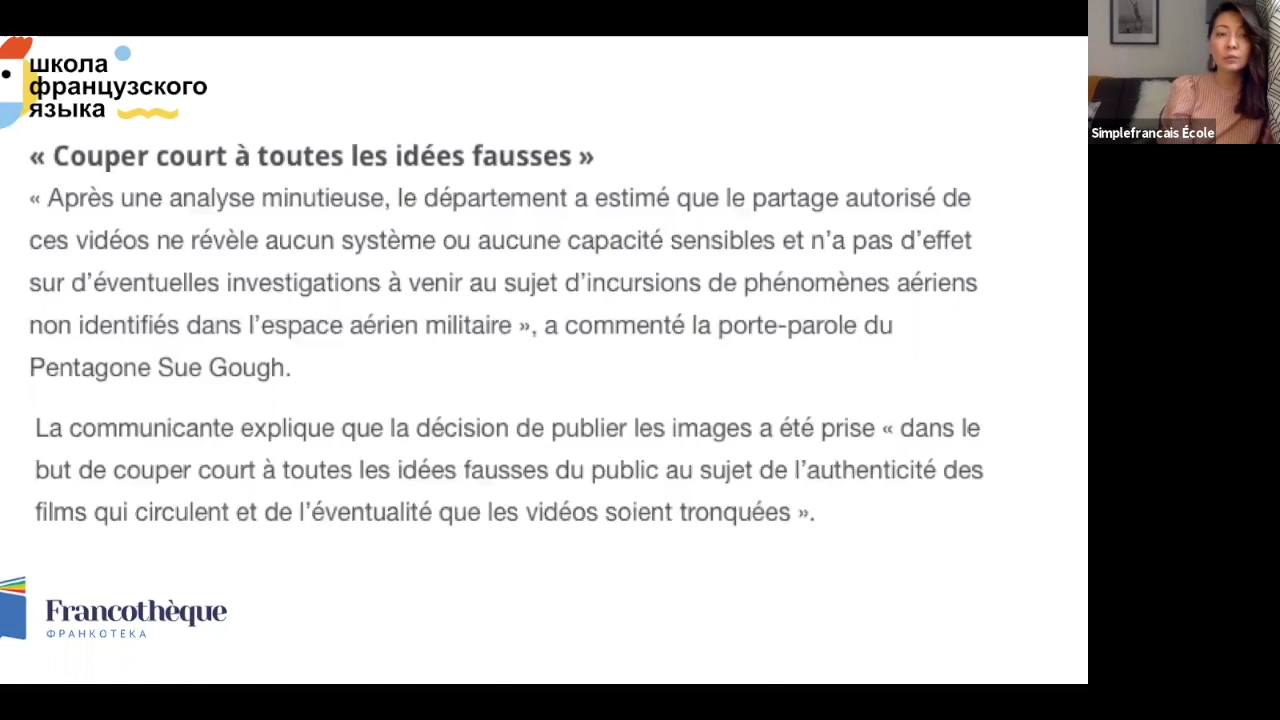 школа
французского
языка
« Couper court à toutes les idées fausses »
« Après une analyse minutieuse, le département a estimé que le partage autorisé de
ces vidéos ne révèle aucun système ou aucune capacité sensibles et n’a pas d’effet
sur d’éventuelles investigations à venir au sujet d’incursions de phénomènes aériens
non identifiés dans l’espace aérien militaire », a commenté la porte-parole du
Pentagone Sue Gough.
La communicante explique que la décision de publier les images a été prise « dans le
but de couper court à toutes les idées fausses du public au sujet de l’authenticité des
films qui circulent et de l’éventualité que les vidéos soient tronquées ».
Francothèque
ФРАНКОТЕКА
Simplefrancais École